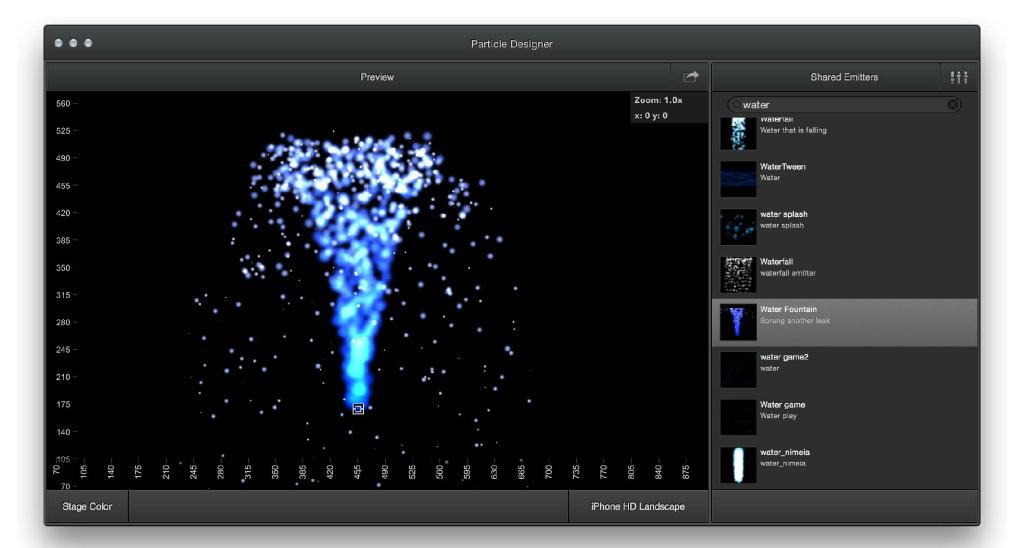 Particle Designer
Preview
Shared Emitters
Zoom: 1.0x
x: 0 y: 0
560
525
490
455
420
385
350
315
280
245
210
175
140
105
70
70
105
140
175
210
245
280
315
350
385
420
455
490
525
560
595
630
665
700
735
770
805
840
875
water
Waterfall
Water that is falling
WaterTween
Water
water splash
water splash
Waterfall
waterfall emitter
Water Fountain
Sprung another leak
water game2
water
Water game
Water play
water_nimeia
water_nimeia
Stage Color
iPhone HD Landscape